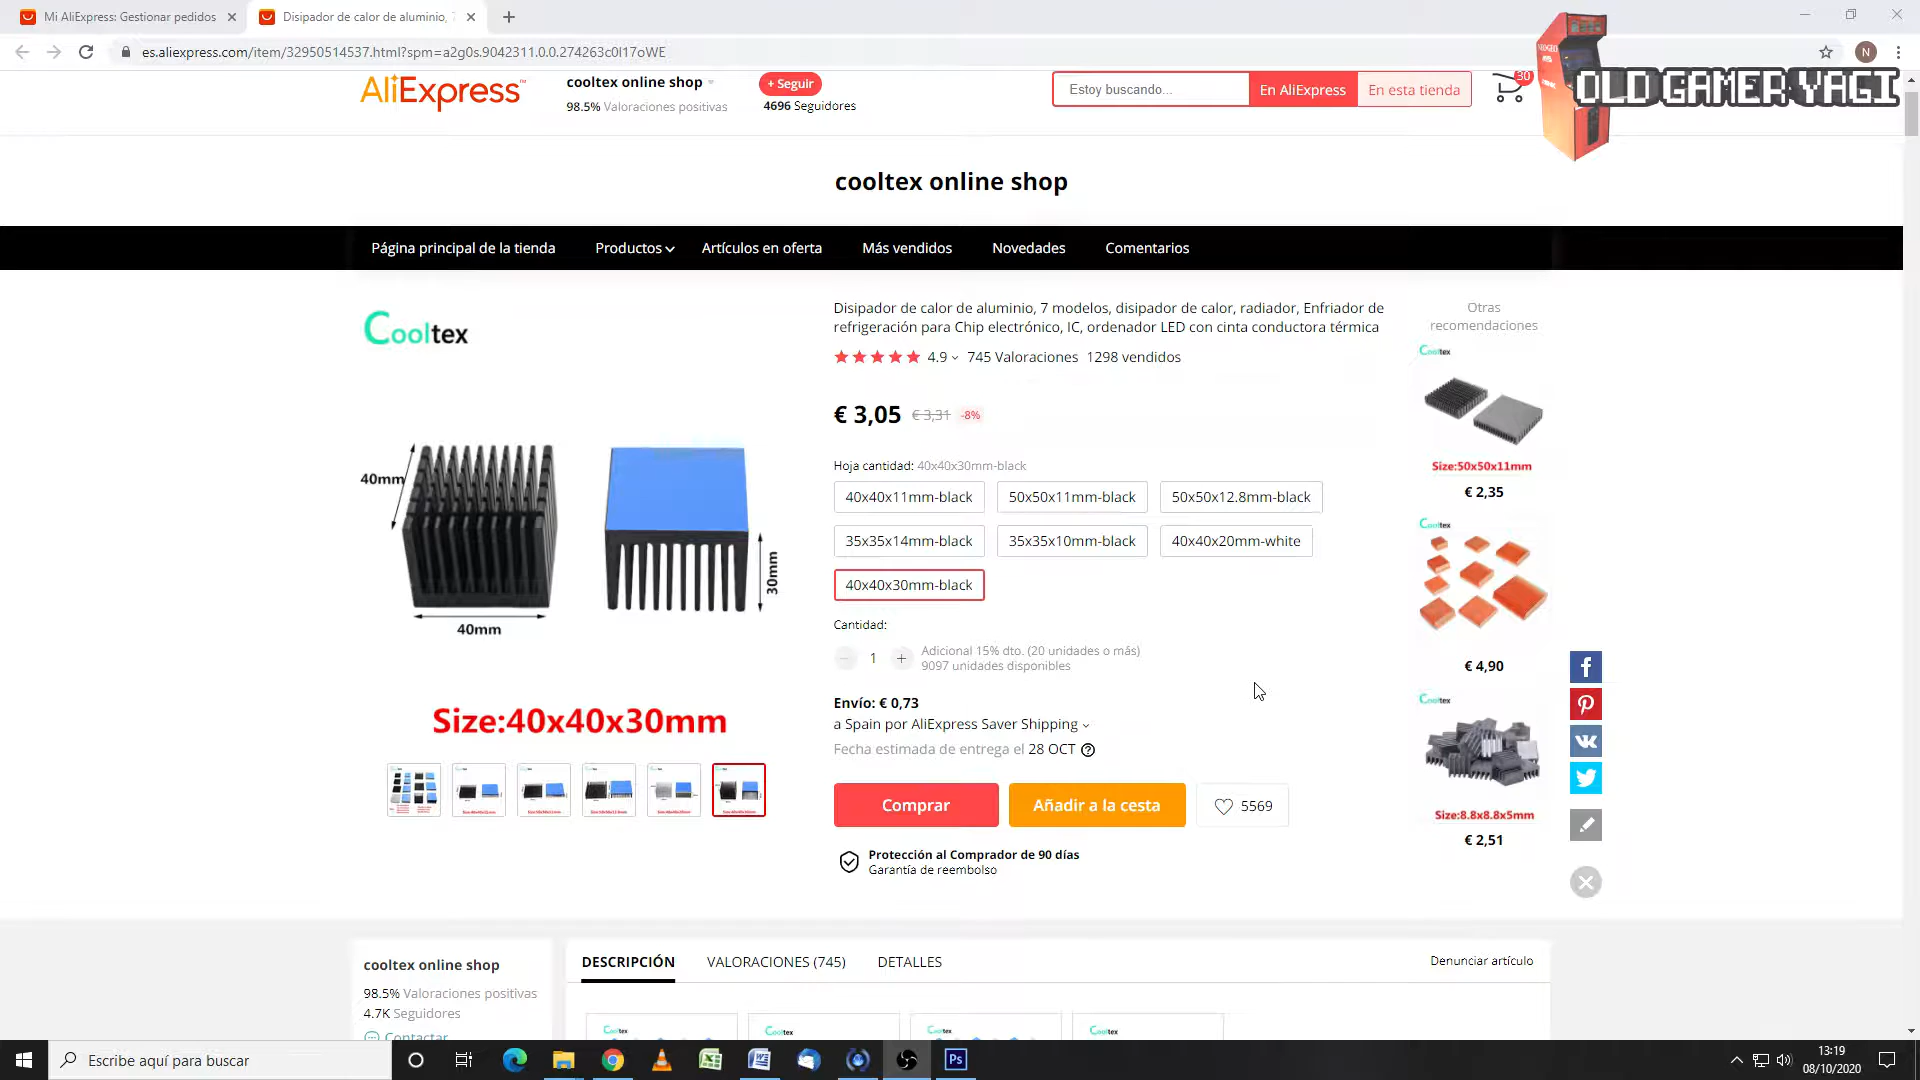 Mi AliExpress: Gestionar pedidos
Disipador de calor de aluminio, 7
es.aliexpress.com/item/32950514537.html?spm=a2g0s.9042311.0.0.274263c0I17oWE
N
AliExpress™
cooltex online shop
+ Seguir
98.5% Valoraciones positivas
4696 Seguidores
Estoy buscando...
En AliExpress
En esta tienda
30
OLD GAMER YAGI
cooltex online shop
Página principal de la tienda
Productos
Artículos en oferta
Más vendidos
Novedades
Comentarios
Cooltex
40mm
40mm
30mm
Size:40x40x30mm
Disipador de calor de aluminio, 7 modelos, disipador de calor, radiador, Enfriador de
refrigeración para Chip electrónico, IC, ordenador LED con cinta conductora térmica
4.9
745 Valoraciones
1298 vendidos
€ 3,05
€ 3,31
-8%
Hoja cantidad: 40x40x30mm-black
40x40x11mm-black
50x50x11mm-black
50x50x12.8mm-black
35x35x14mm-black
35x35x10mm-black
40x40x20mm-white
40x40x30mm-black
Cantidad:
1
Adicional 15% dto. (20 unidades o más)
9097 unidades disponibles
Envío: € 0,73
a Spain por AliExpress Saver Shipping
Fecha estimada de entrega el 28 OCT
Comprar
Añadir a la cesta
5569
Protección al Comprador de 90 días
Garantía de reembolso
Otras
recomendaciones
Cooltex
Size:50x50x11mm
€ 2,35
Cooltex
€ 4,90
Cooltex
Size:8.8x8.8x5mm
€ 2,51
cooltex online shop
98.5% Valoraciones positivas
4.7K Seguidores
Contactar
DESCRIPCIÓN
VALORACIONES (745)
DETALLES
Denunciar artículo
Cooltex
Cooltex
Cooltex
Cooltex
Escribe aquí para buscar
Ps
13:19
08/10/2020